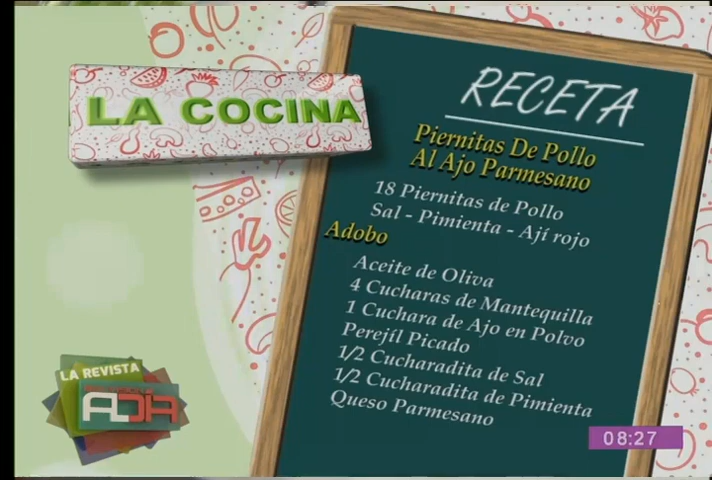 LA COCINA
RECETA
Piernitas De Pollo
Al Ajo Parmesano
18 Piernitas de Pollo
Sal - Pimienta - Ají rojo
Adobo
Aceite de Oliva
4 Cucharas de Mantequilla
1 Cuchara de Ajo en Polvo
Perejíl Picado
1/2 Cucharadita de Sal
1/2 Cucharadita de Pimienta
Queso Parmesano
LA REVISTA
08:27